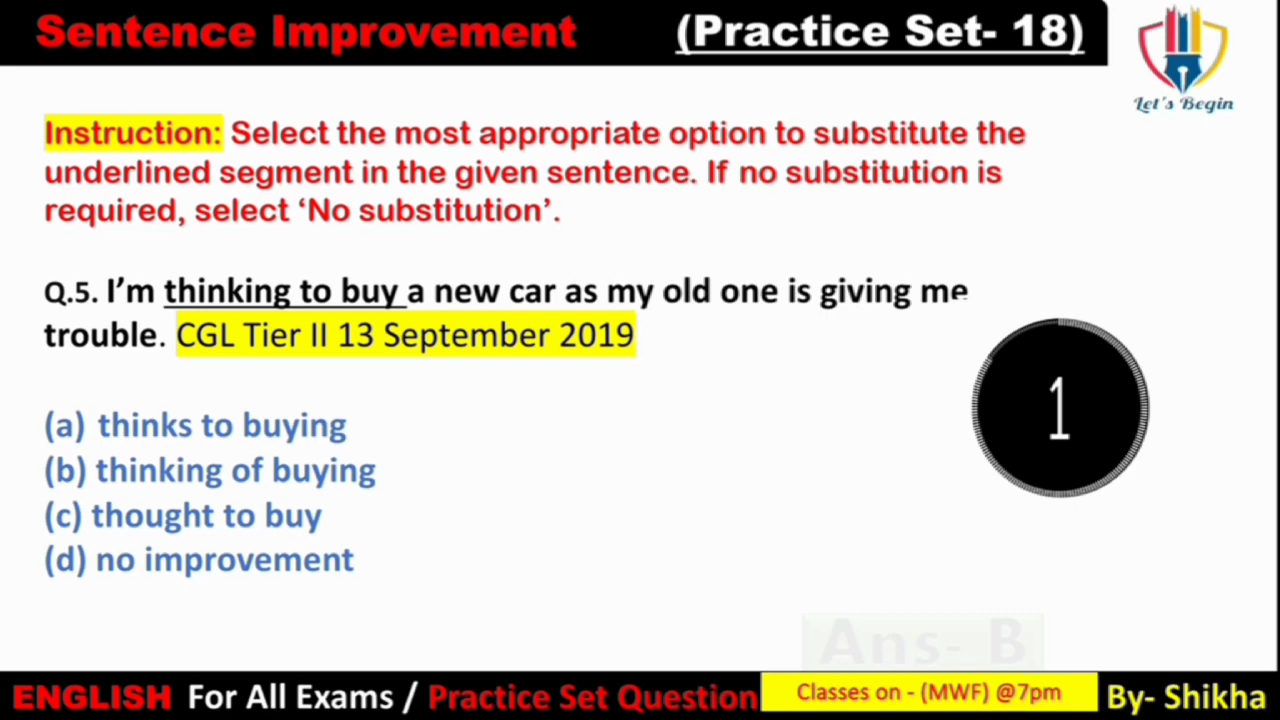 Sentence Improvement (Practice Set- 18)
Let's Begin
Instruction: Select the most appropriate option to substitute the
underlined segment in the given sentence. If no substitution is
required, select ‘No substitution’.
Q.5. I’m thinking to buy a new car as my old one is giving me
trouble. CGL Tier II 13 September 2019
1
(a) thinks to buying
(b) thinking of buying
(c) thought to buy
(d) no improvement
Ans- B
ENGLISH For All Exams / Practice Set Question Classes on - (MWF) @7pm By- Shikha